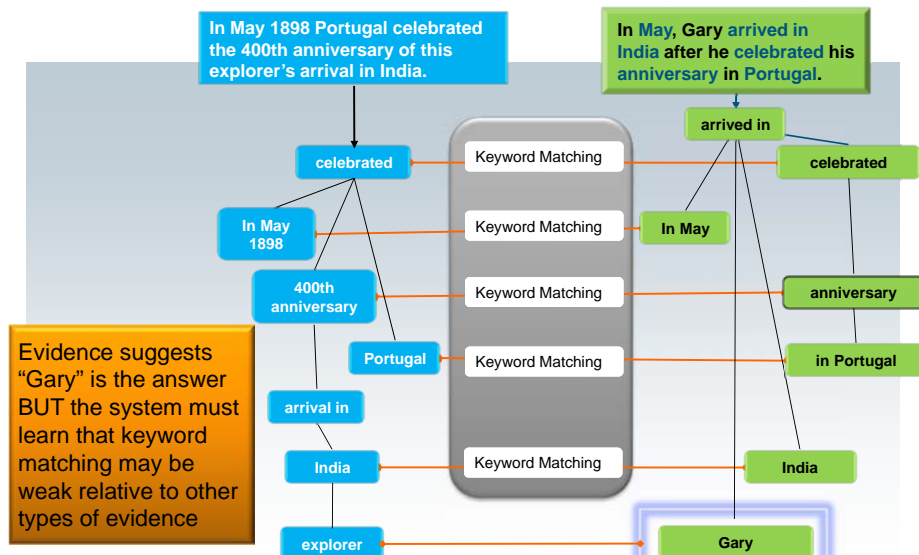 In May 1898 Portugal celebrated
the 400th anniversary of this
explorer's arrival in India.
In May, Gary arrived in
India after he celebrated his
anniversary in Portugal.
arrived in
celebrated
Keyword Matching
celebrated
In May
1898
Keyword Matching
In May
400th
anniversary
Keyword Matching
anniversary
Portugal
Keyword Matching
in Portugal
arrival in
India
Keyword Matching
India
explorer
Gary
Evidence suggests
“Gary” is the answer
BUT the system must
learn that keyword
matching may be
weak relative to other
types of evidence